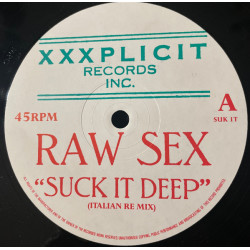 XXXPLICIT
RECORDS
INC.
45RPM
A
SUK 1T
RAW SEX
"SUCK IT DEEP"
(ITALIAN RE MIX)